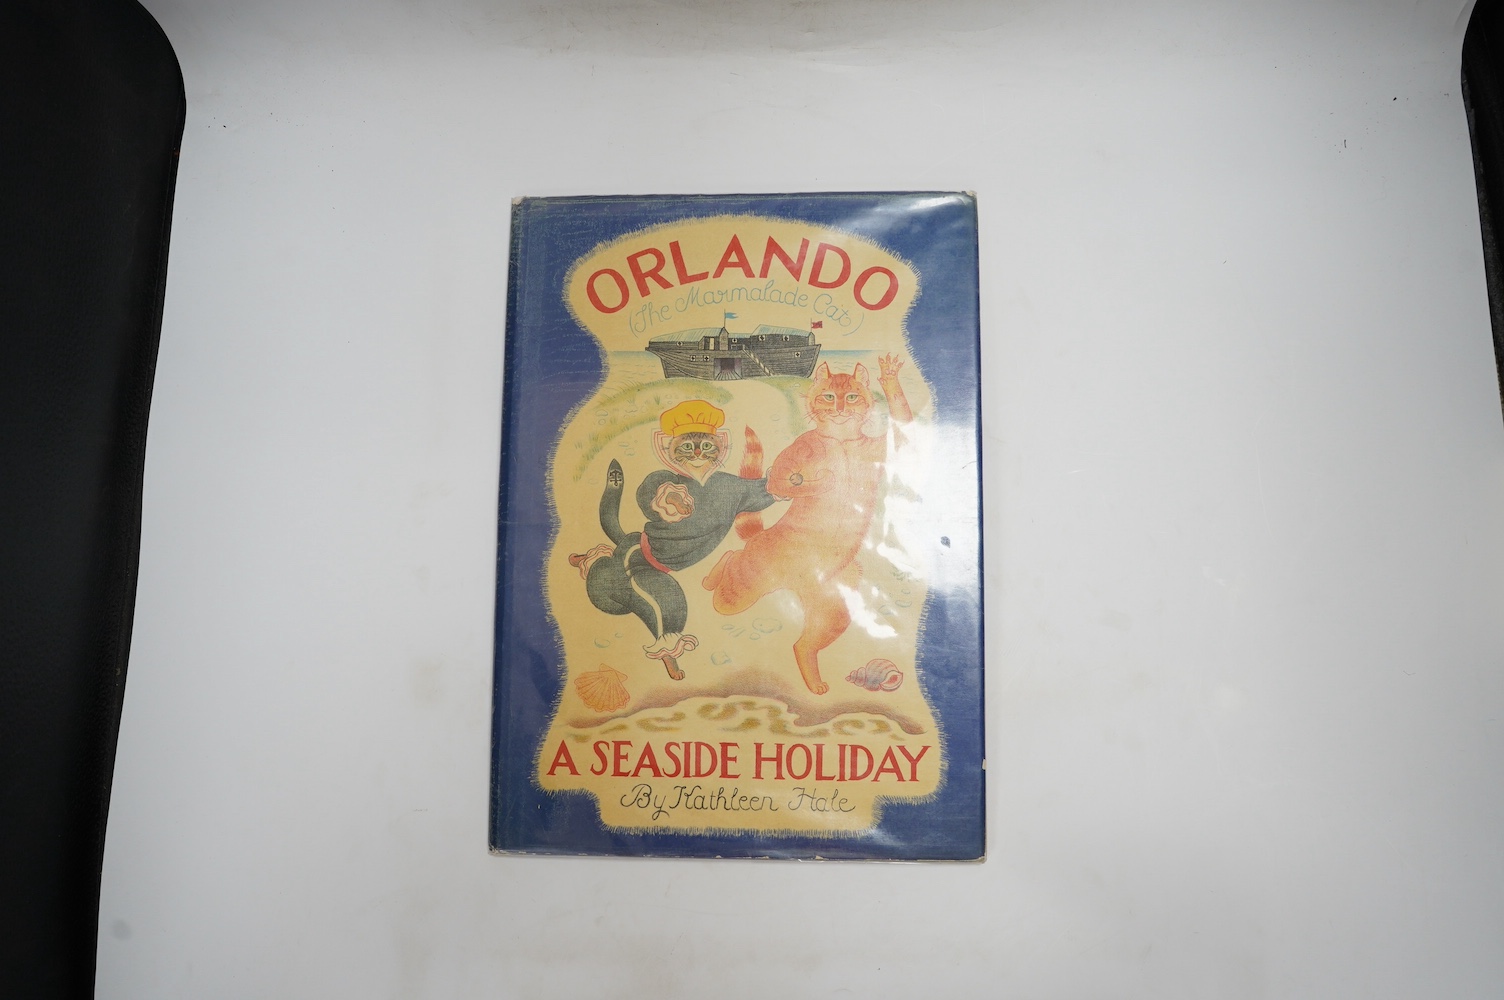 ORLANDO
(The Marmalade Cat)
A SEASIDE HOLIDAY
By Kathleen Hale